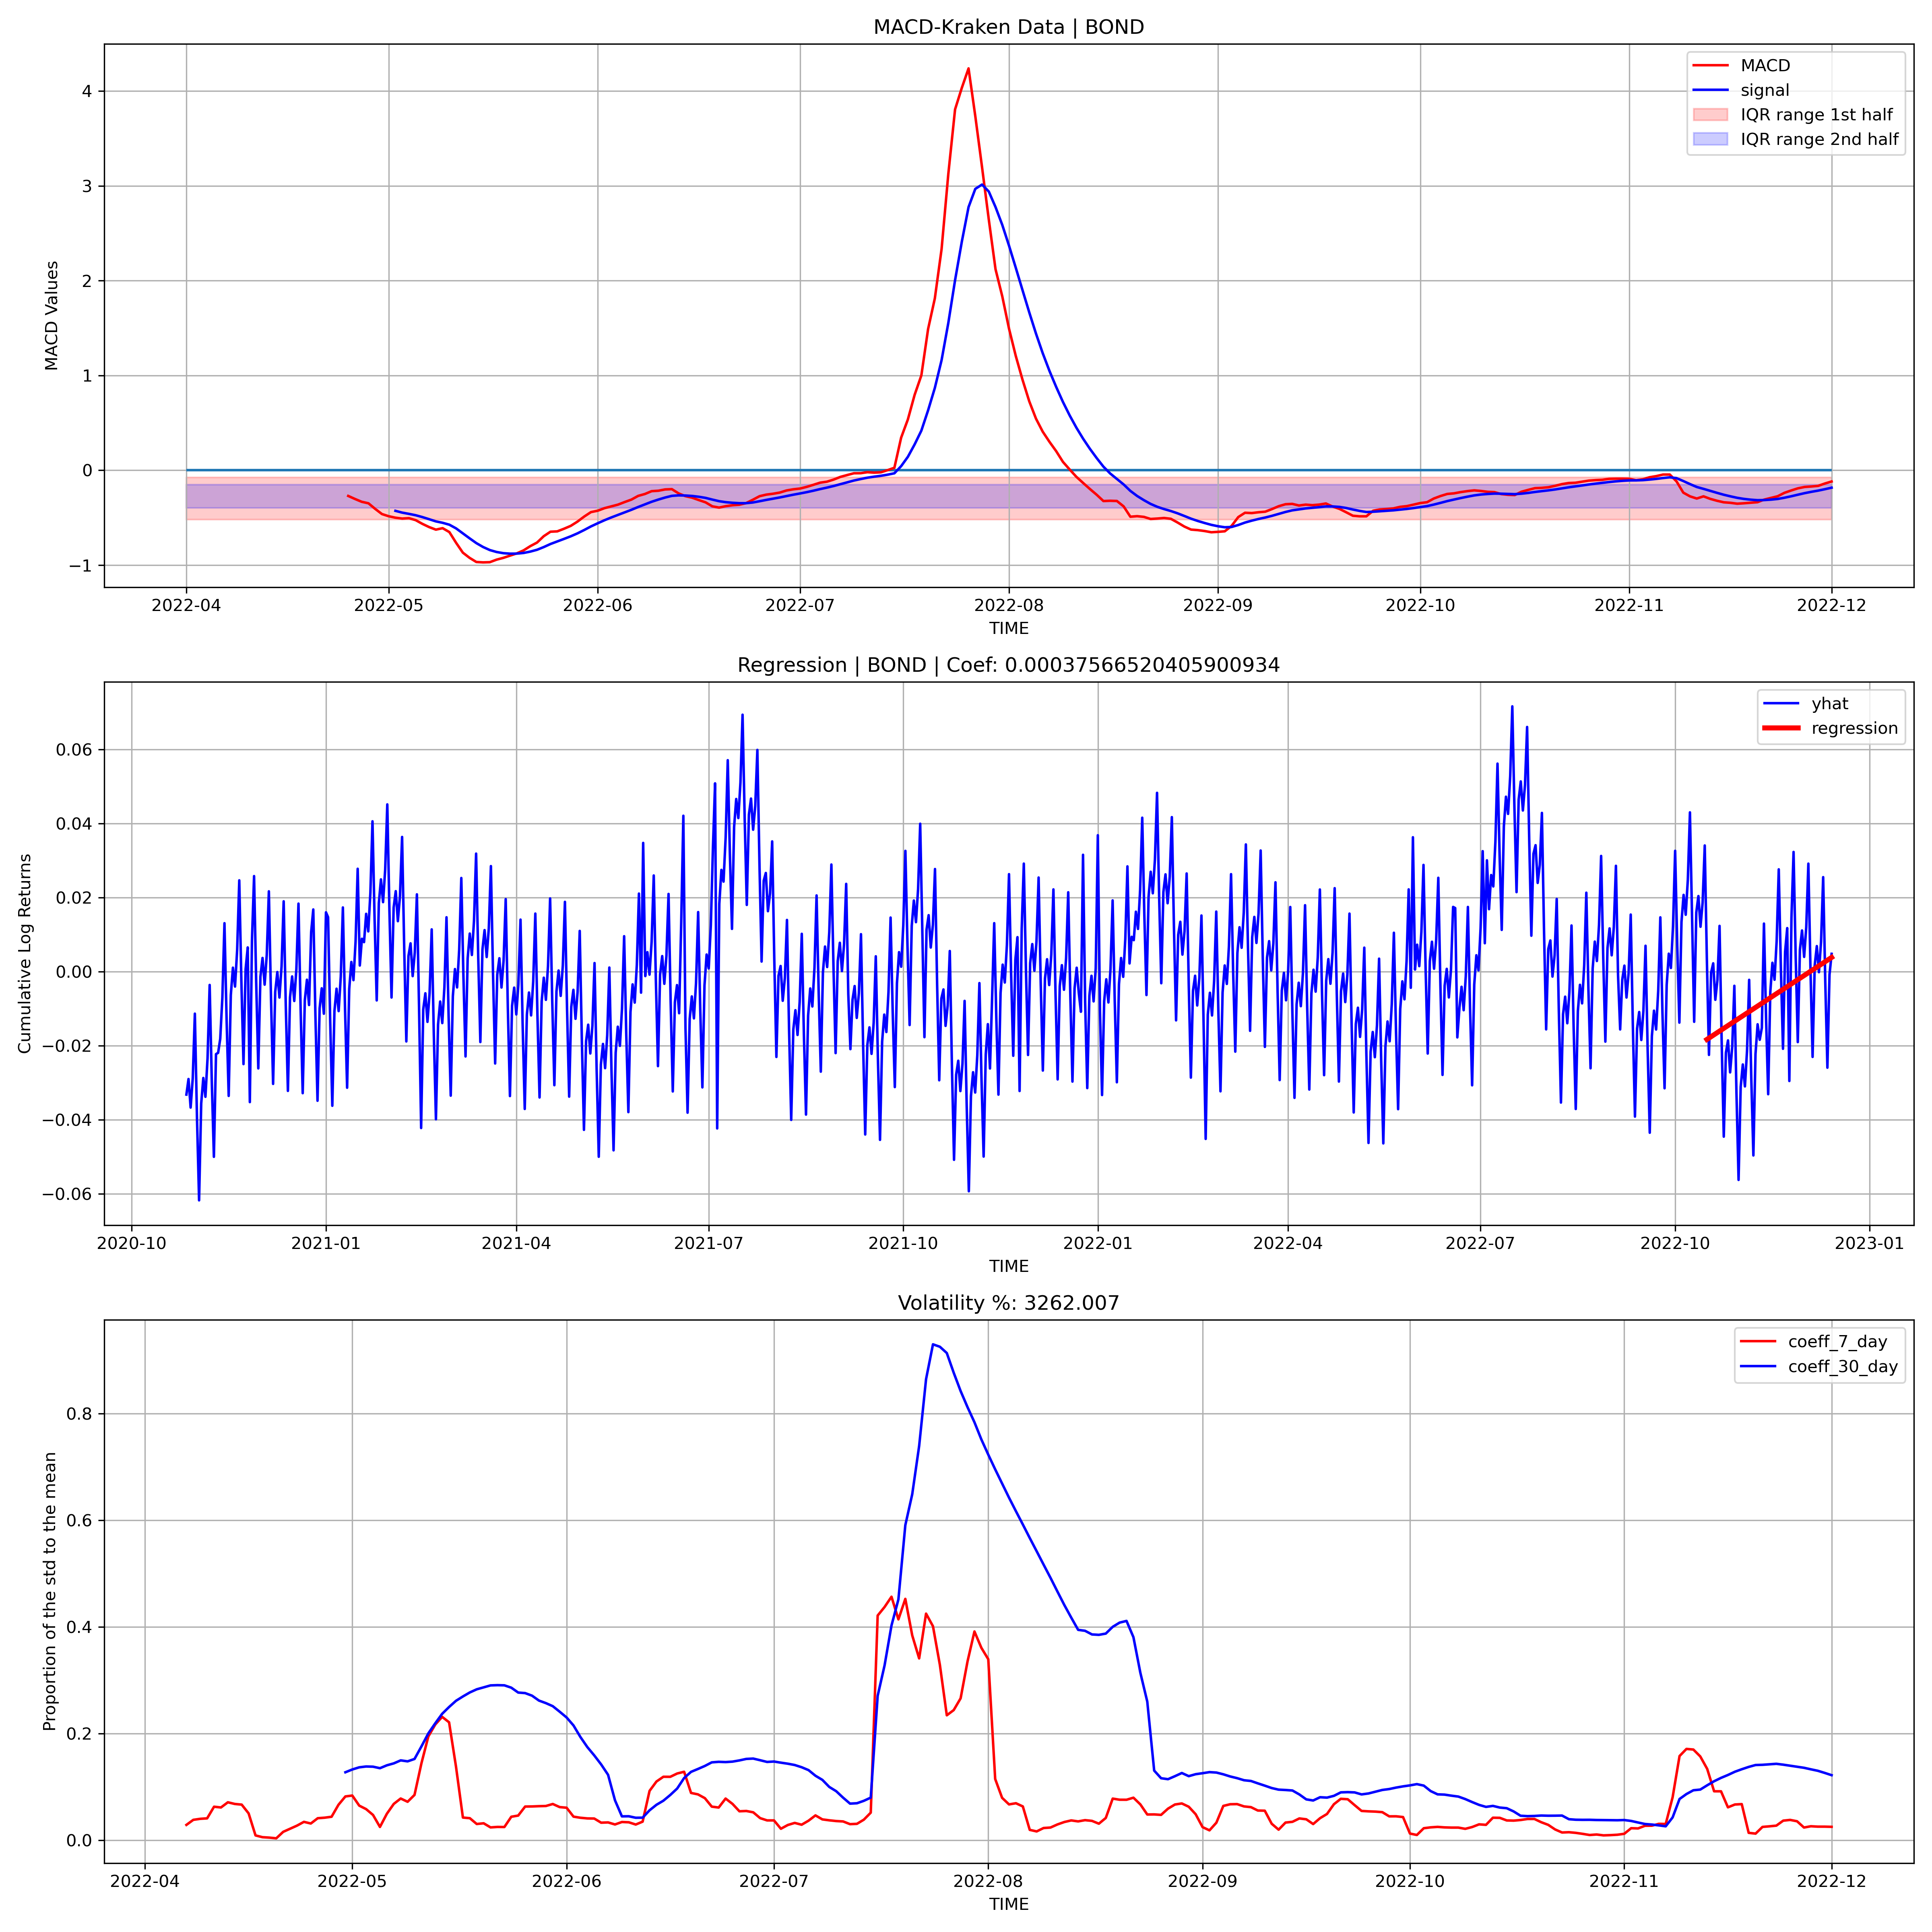 MACD-Kraken Data | BOND
MACD Values
4
3
2
1
0
−1
MACD
signal
IQR range 1st half
IQR range 2nd half
2022-04 2022-05 2022-06 2022-07 2022-08 2022-09 2022-10 2022-11 2022-12
TIME
Regression | BOND | Coef: 0.00037566520405900934
Cumulative Log Returns
0.06
0.04
0.02
0.00
−0.02
−0.04
−0.06
yhat
regression
2020-10 2021-01 2021-04 2021-07 2021-10 2022-01 2022-04 2022-07 2022-10 2023-01
TIME
Volatility %: 3262.007
Proportion of the std to the mean
0.8
0.6
0.4
0.2
0.0
coeff_7_day
coeff_30_day
2022-04 2022-05 2022-06 2022-07 2022-08 2022-09 2022-10 2022-11 2022-12
TIME